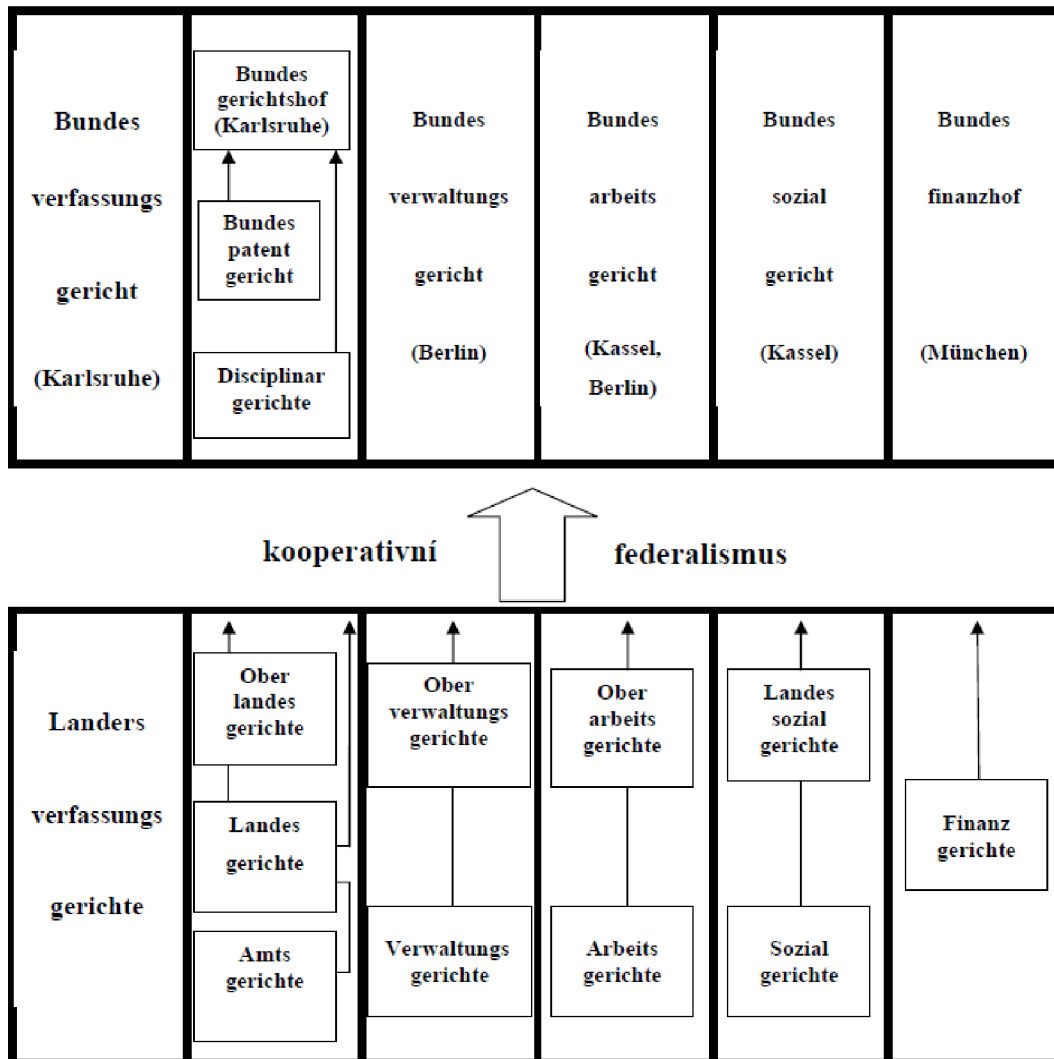 Bundes
verfassungs
gericht
(Karlsruhe)
Bundes
gerichtshof
(Karlsruhe)
Bundes
patent
gericht
Disciplinar
gerichte
Bundes
verwaltungs
gericht
(Berlin)
Bundes
arbeits
gericht
(Kassel,
Berlin)
Bundes
sozial
gericht
(Kassel)
Bundes
finanzhof
(München)
kooperativní federalismus
Landers
verfassungs
gerichte
Ober
landes
gerichte
Landes
gerichte
Amts
gerichte
Ober
verwaltungs
gerichte
Verwaltungs
gerichte
Ober
arbeits
gerichte
Arbeits
gerichte
Landes
sozial
gerichte
Sozial
gerichte
Finanz
gerichte